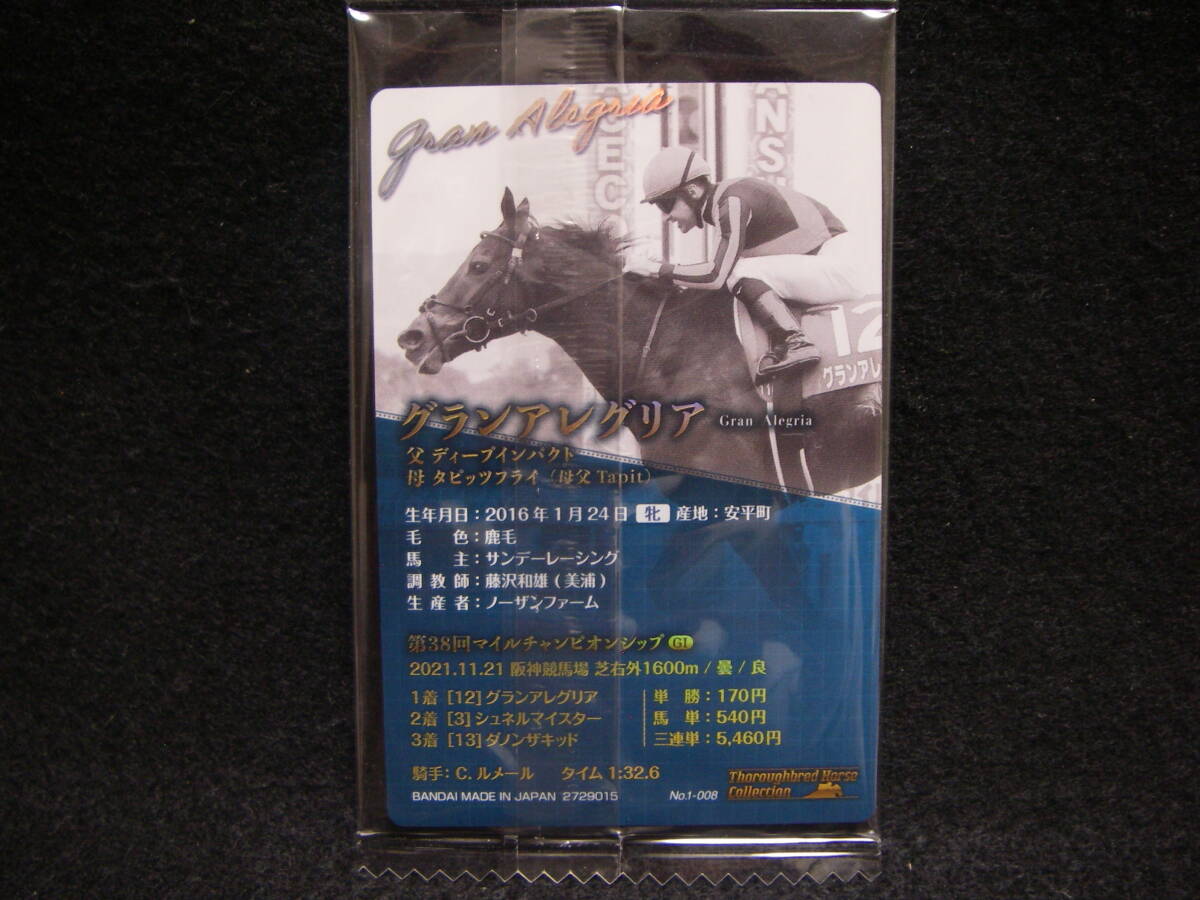 Gran Alegria
ANS
SEC
12
グランアレ
グランアレグリア Gran Alegria
父 ディープインパクト
母 タピッツフライ（母父 Tapit）
生年月日：2016年1月24日 牝 産地：安平町
毛 色：鹿毛
馬 主：サンデーレーシング
調教師：藤沢和雄（美浦）
生産者：ノーザンファーム
第38回マイルチャンピオンシップ GI
2021.11.21 阪神競馬場 芝右外1600m / 曇 / 良
1着 [12] グランアレグリア 単 勝：170円
2着 [3] シュネルマイスター 馬 単：540円
3着 [13] ダノンザキッド 三連単：5,460円
騎手：C. ルメール タイム 1:32.6
BANDAI MADE IN JAPAN 2729015 No.1-008
Thoroughbred Horse
Collection